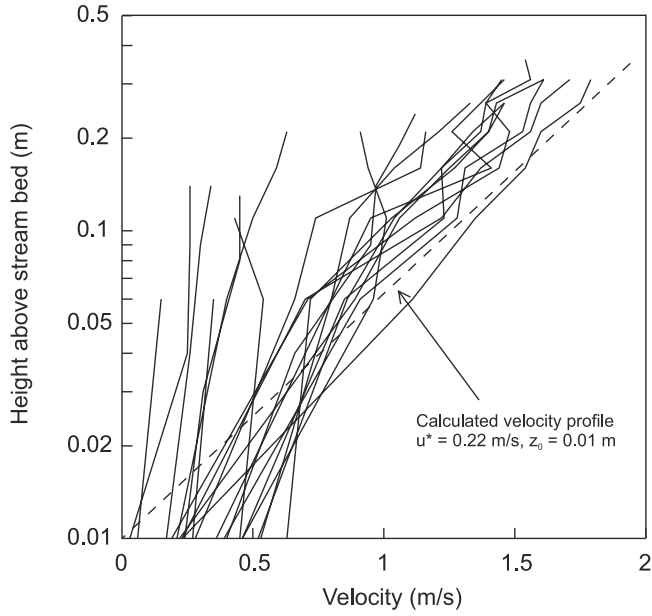 0.5
0.2
0.1
0.05
0.02
0.01
Height above stream bed (m)
Calculated velocity profile
u* = 0.22 m/s, z₀ = 0.01 m
0
0.5
1
1.5
2
Velocity (m/s)